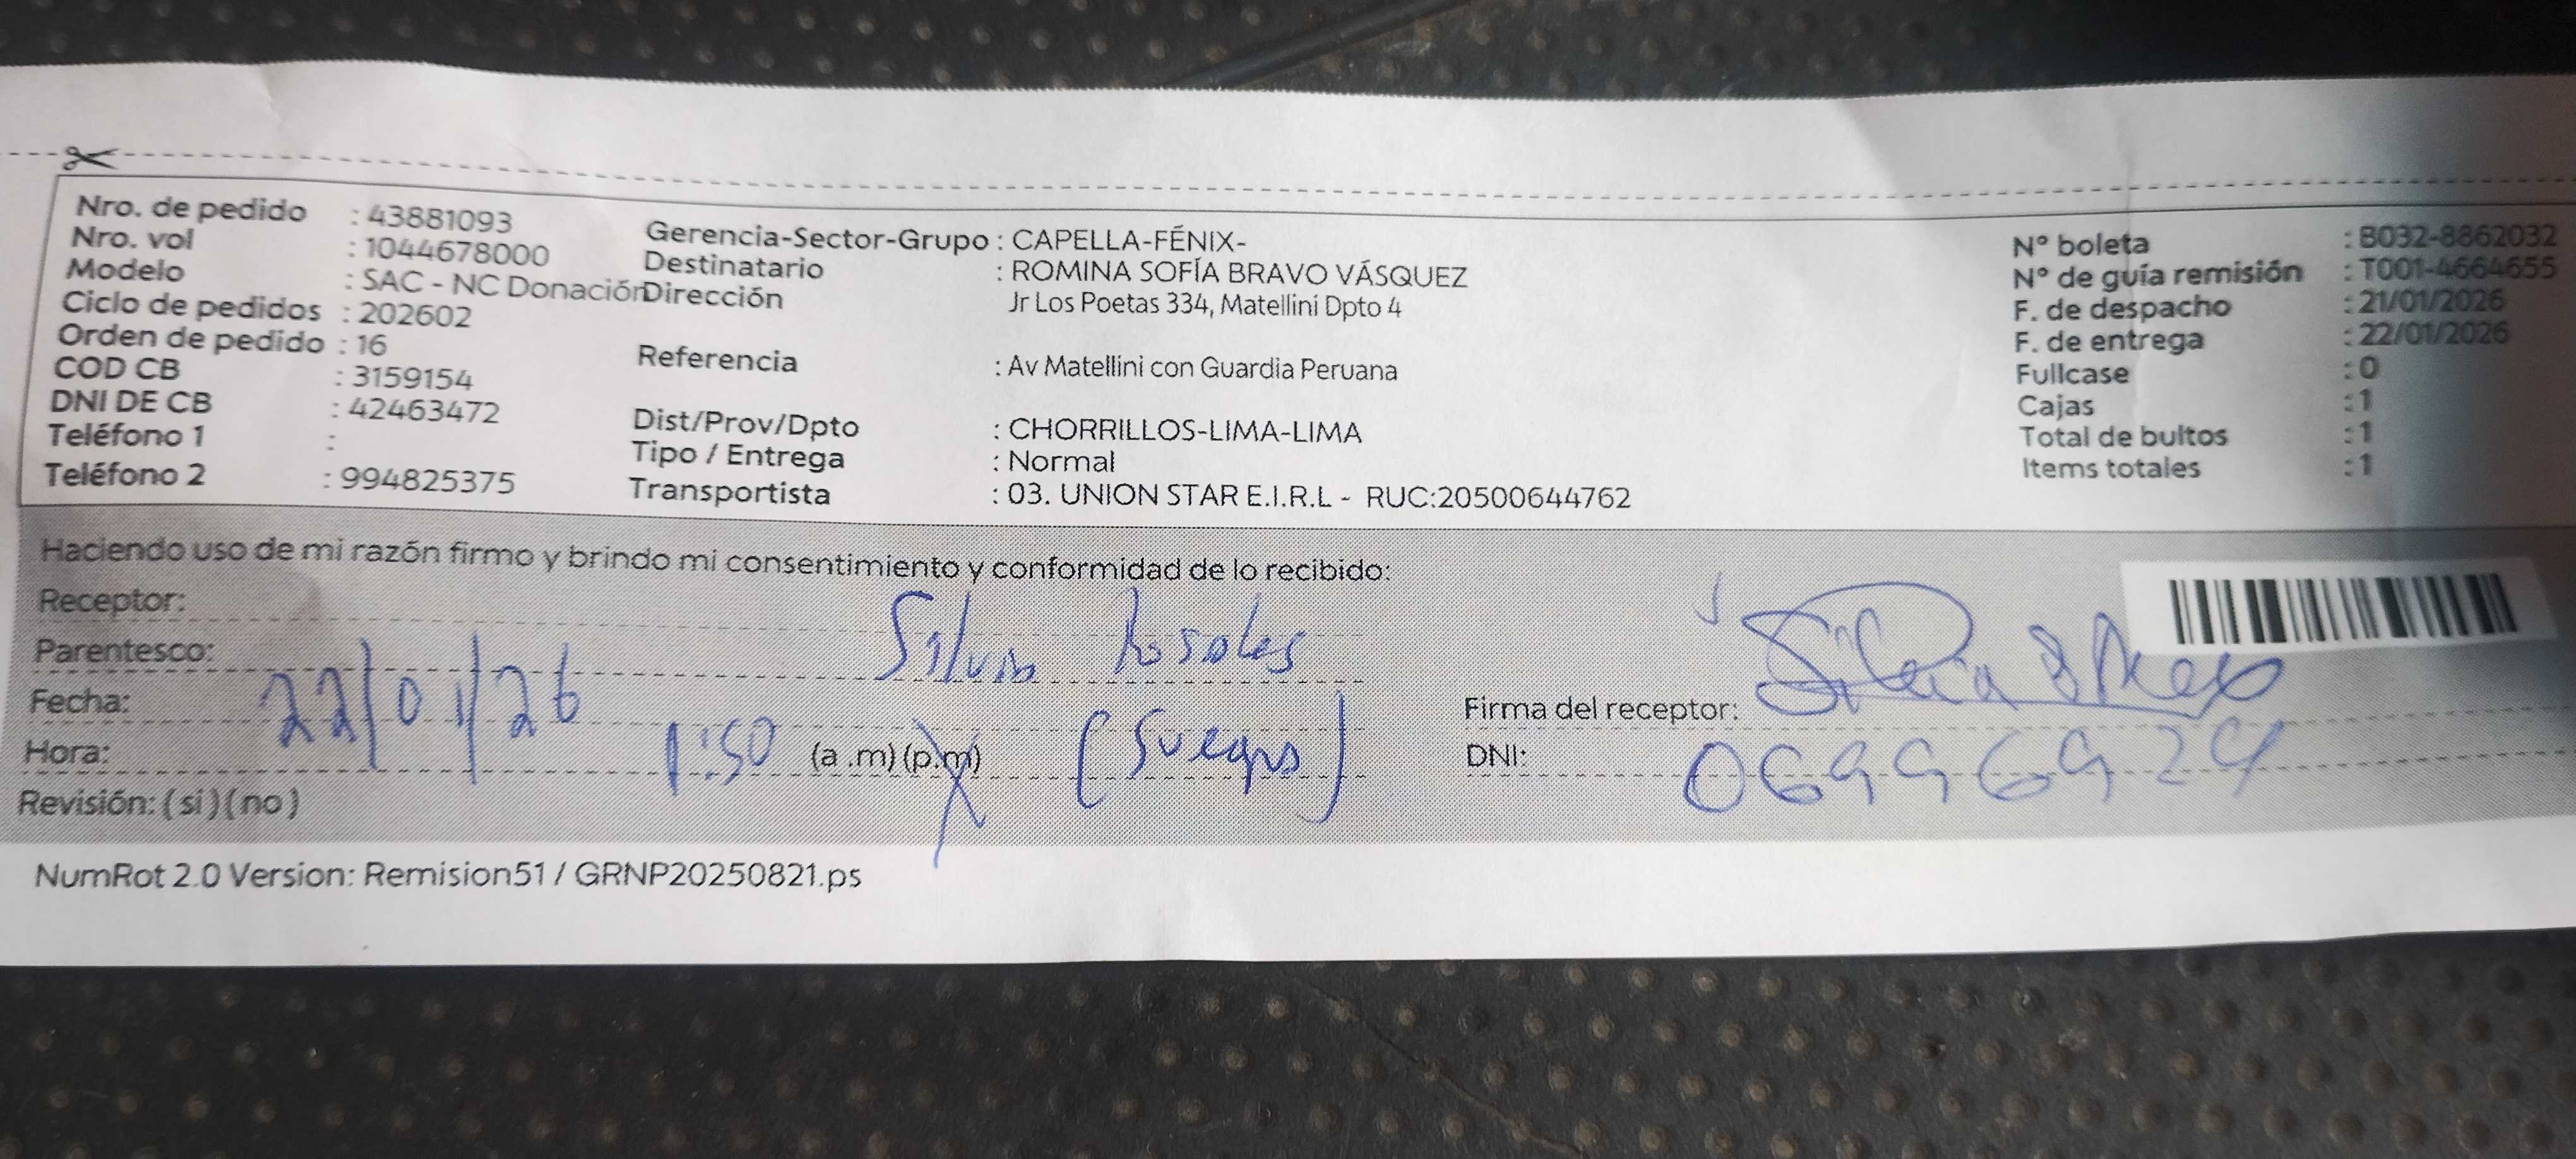 Nro. de pedido : 43881093
Nro. vol : 1044678000
Modelo : SAC - NC Donación
Ciclo de pedidos : 202602
Orden de pedido : 16
COD CB : 3159154
DNI DE CB : 42463472
Teléfono 1 :
Teléfono 2 : 994825375
Gerencia-Sector-Grupo : CAPELLA-FÉNIX-
Destinatario : ROMINA SOFÍA BRAVO VÁSQUEZ
Dirección Jr Los Poetas 334, Matellini Dpto 4
Referencia : Av Matellini con Guardia Peruana
Dist/Prov/Dpto : CHORRILLOS-LIMA-LIMA
Tipo / Entrega : Normal
Transportista : 03. UNION STAR E.I.R.L - RUC:20500644762
N° boleta : B032-8862032
N° de guía remisión : T001-4664655
F. de despacho : 21/01/2026
F. de entrega : 22/01/2026
Fullcase : 0
Cajas : 1
Total de bultos : 1
Items totales : 1
Haciendo uso de mi razón firmo y brindo mi consentimiento y conformidad de lo recibido:
Receptor:
Parentesco: Silvia Rosales
Fecha: 22/01/26
Hora: 1:50 (a .m) (p.m) (Suegra)
Revisión: (si) (no)
Firma del receptor: Silvia
DNI: 06996924
NumRot 2.0 Version: Remision51 / GRNP20250821.ps